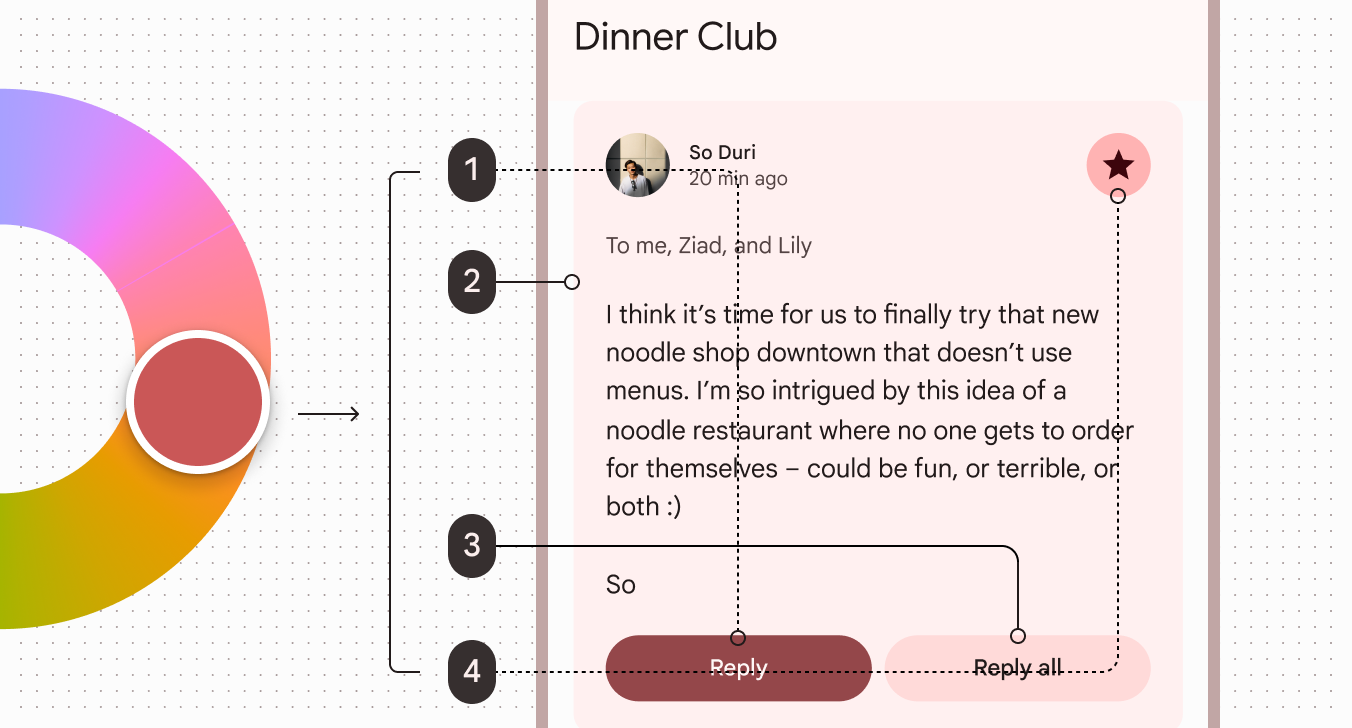 Dinner Club
1
So Duri
20 min ago
2
To me, Ziad, and Lily
I think it’s time for us to finally try that new
noodle shop downtown that doesn’t use
menus. I’m so intrigued by this idea of a
noodle restaurant where no one gets to order
for themselves – could be fun, or terrible, or
both :)
3
So
4
Reply
Reply all